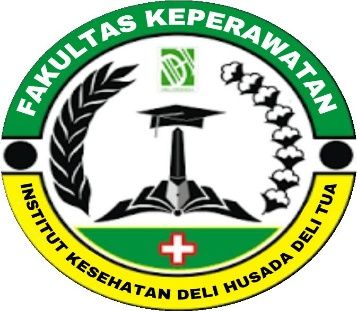 FAKULTAS KEPERAWATAN
INSTITUT KESEHATAN DELI HUSADA DELI TUA